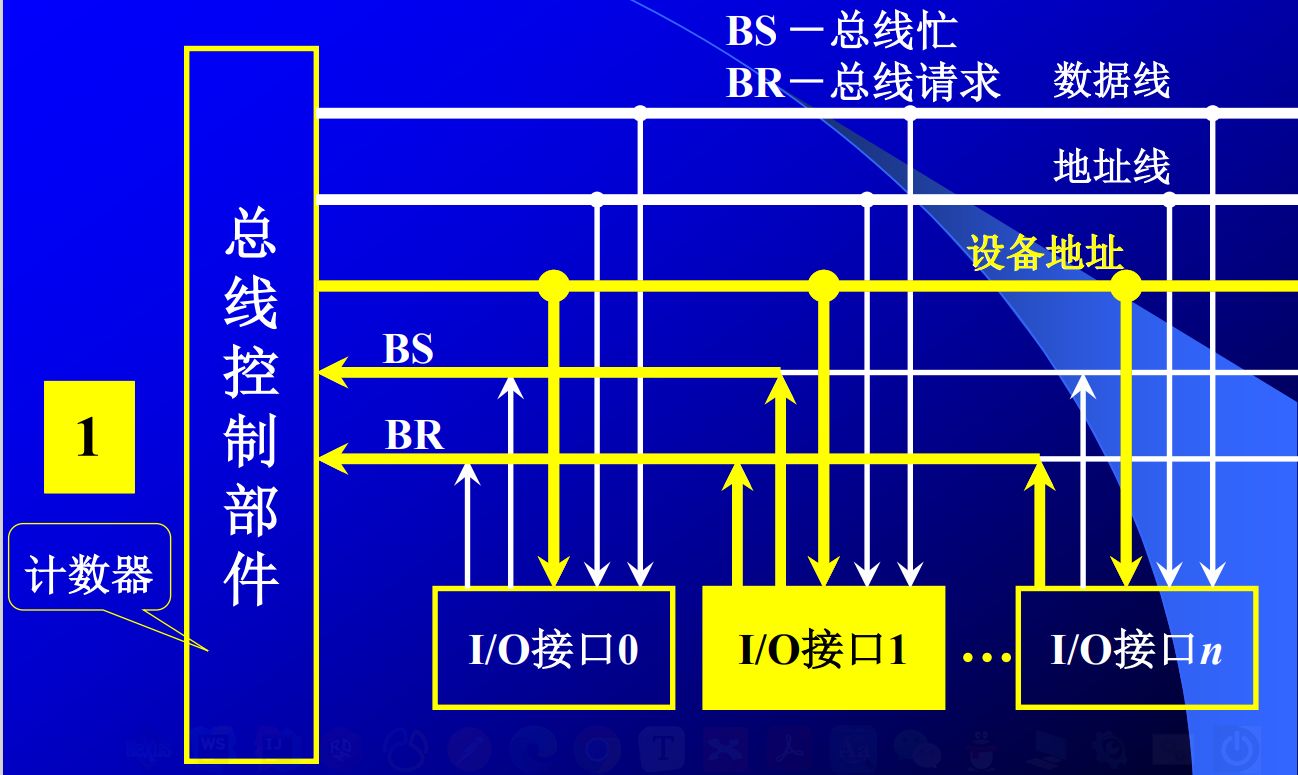 BS －总线忙
BR－总线请求
数据线
地址线
设备地址
BS
BR
总线控制部件
1
计数器
I/O接口0
I/O接口1
…
I/O接口n